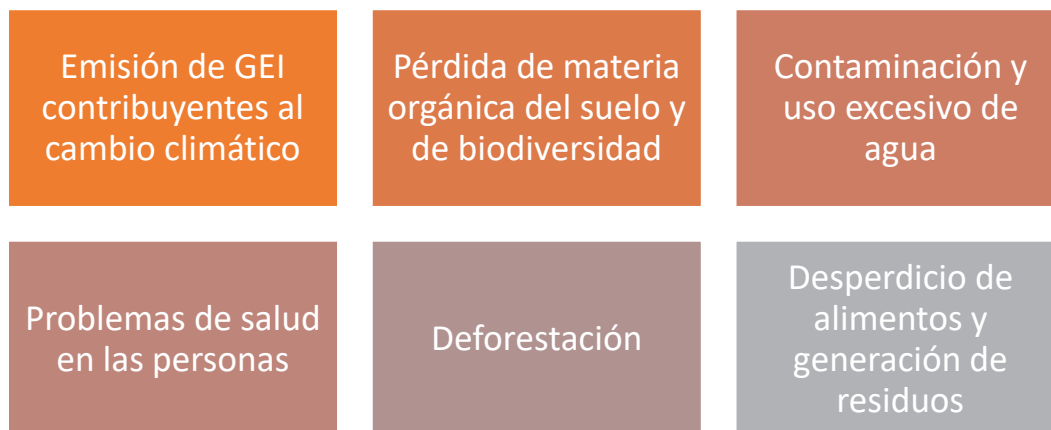 Emisión de GEI
contribuyentes al
cambio climático
Pérdida de materia
orgánica del suelo y
de biodiversidad
Contaminación y
uso excesivo de
agua
Problemas de salud
en las personas
Deforestación
Desperdicio de
alimentos y
generación de
residuos